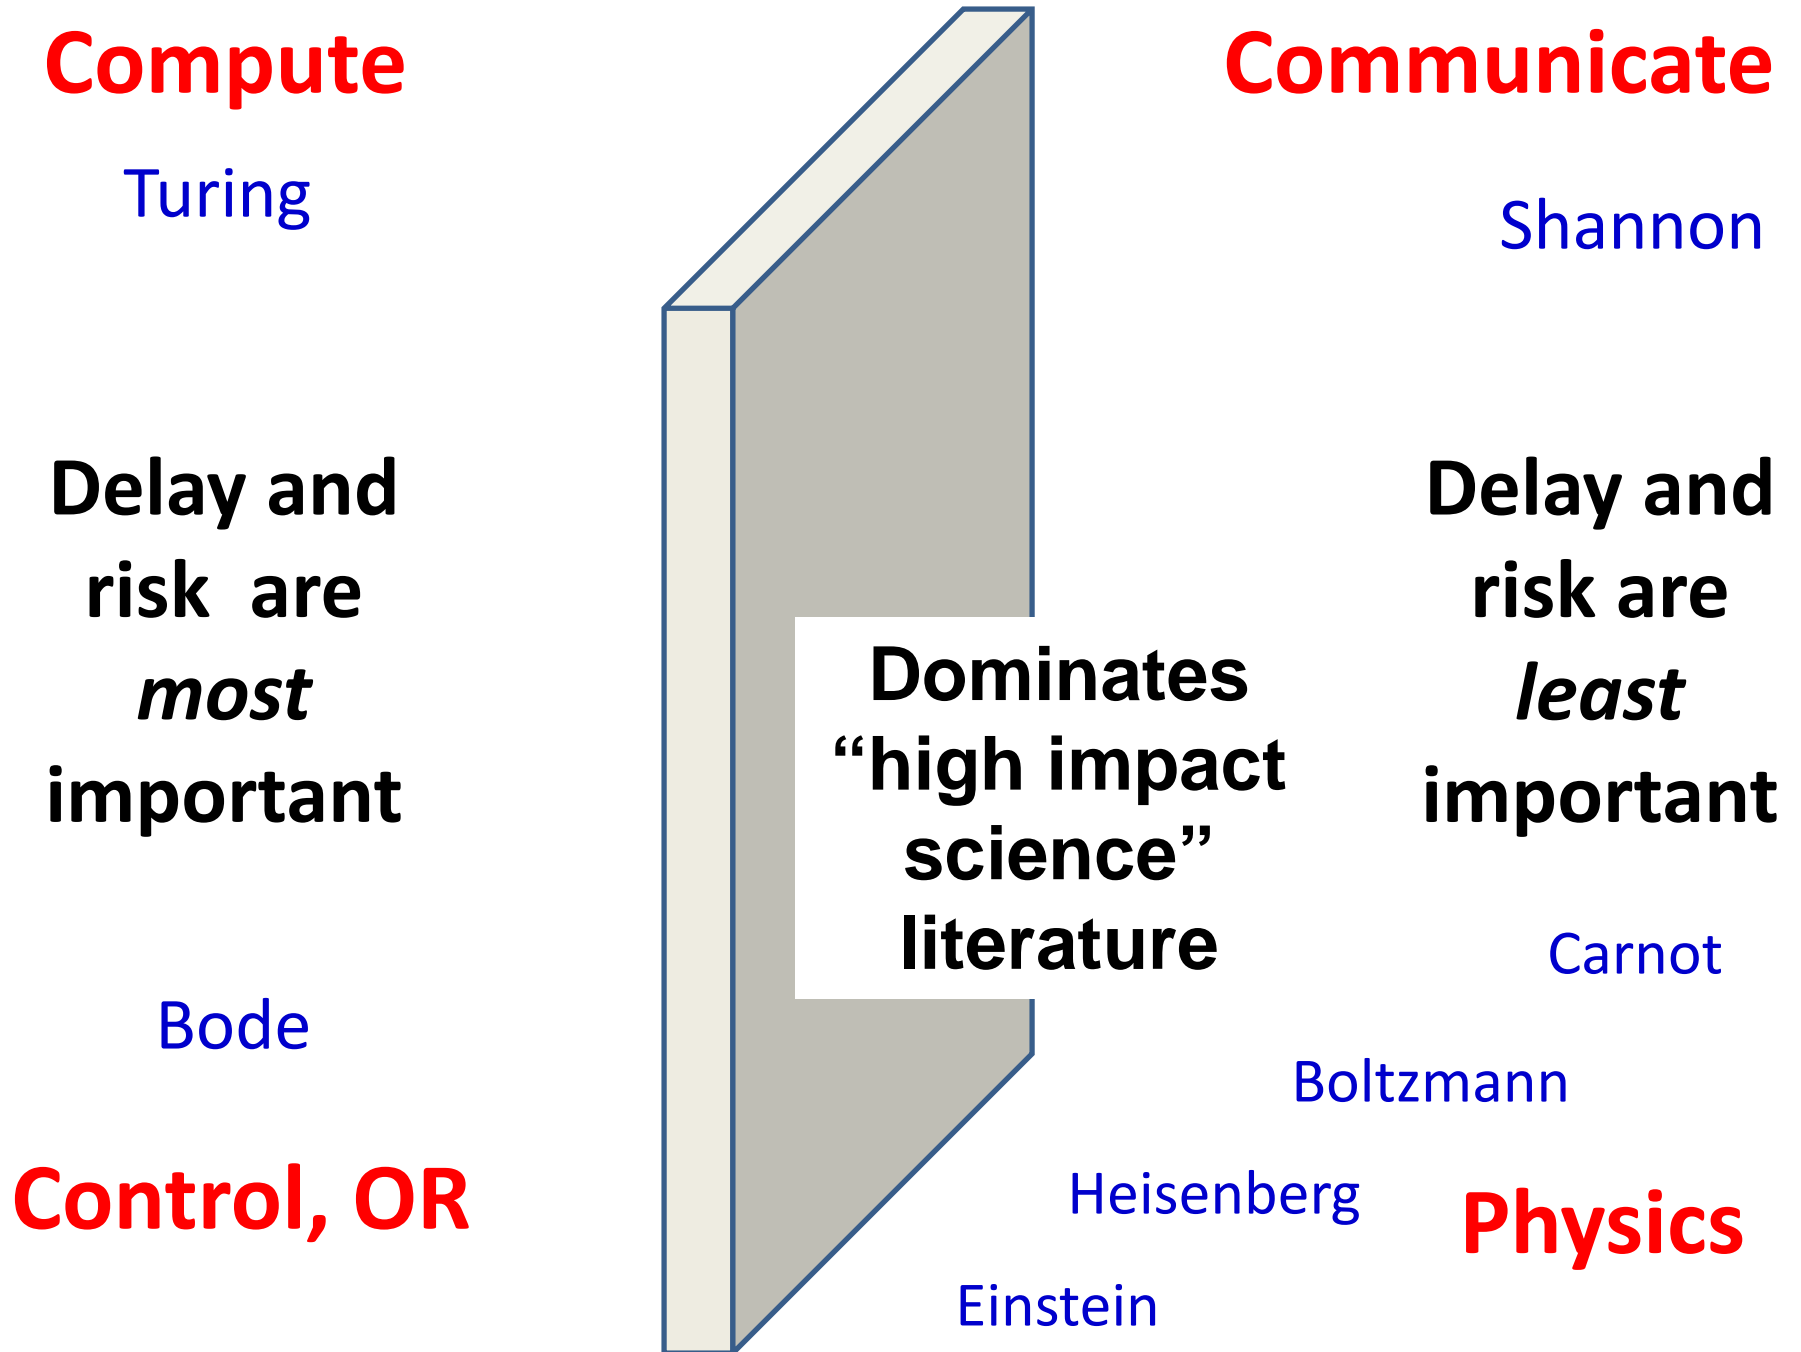 Compute
Turing
Delay and
risk are
most
important
Bode
Control, OR
Dominates
“high impact
science”
literature
Communicate
Shannon
Delay and
risk are
least
important
Carnot
Boltzmann
Heisenberg
Physics
Einstein